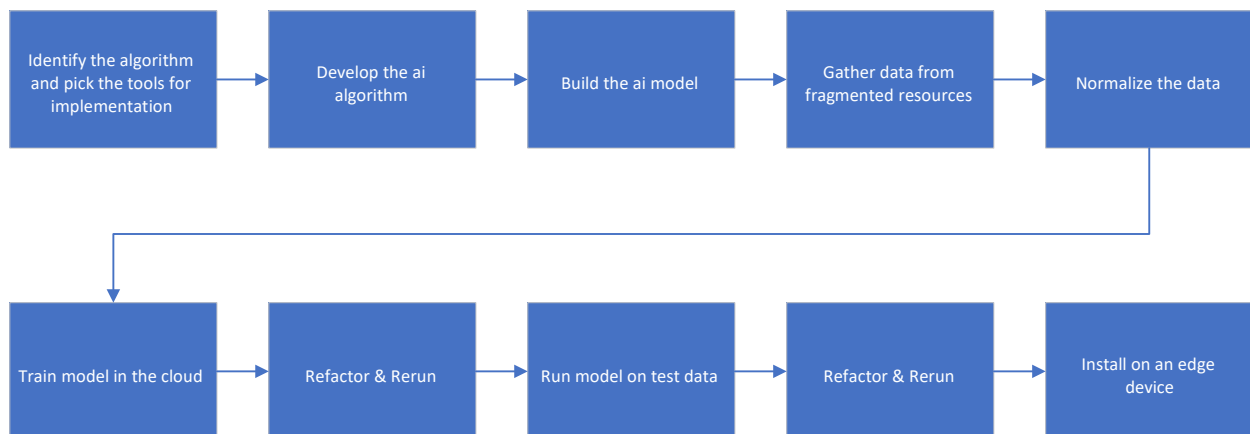 Identify the algorithm
and pick the tools for
implementation
Develop the ai
algorithm
Build the ai model
Gather data from
fragmented resources
Normalize the data
Train model in the cloud
Refactor & Rerun
Run model on test data
Refactor & Rerun
Install on an edge
device